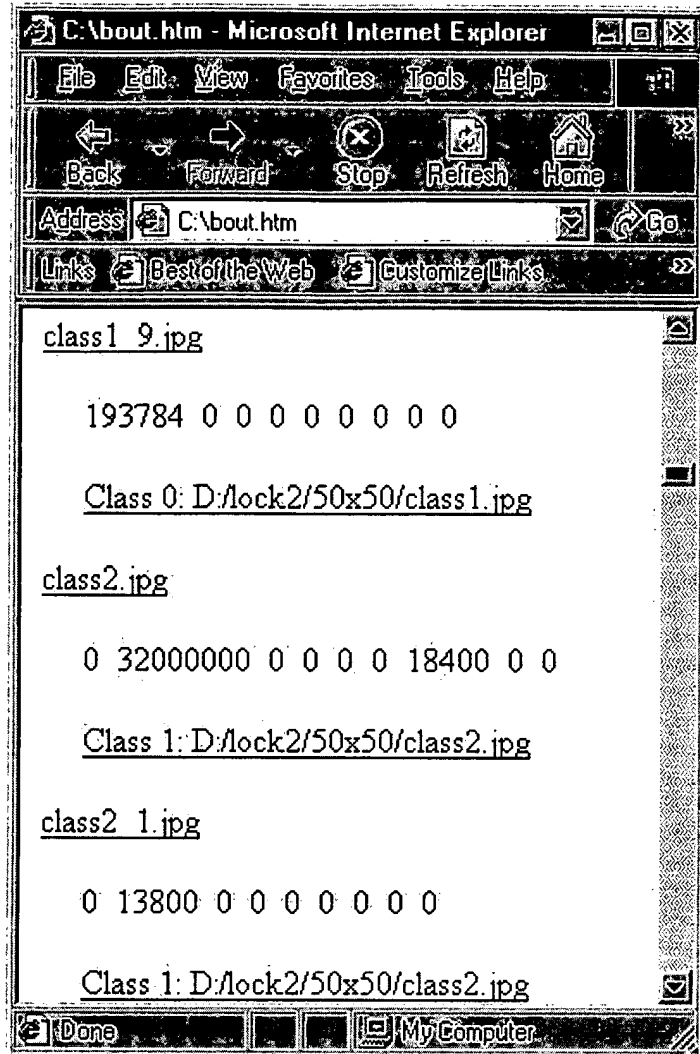 C:\bout.htm - Microsoft Internet Explorer
File Edit View Favorites Tools Help
Back Forward Stop Refresh Home
Address C:\bout.htm Go
Links Best of the Web Customize Links
class1_9.jpg
193784 0 0 0 0 0 0 0 0
Class 0: D:/lock2/50x50/class1.jpg
class2.jpg
0 32000000 0 0 0 0 18400 0 0
Class 1: D:/lock2/50x50/class2.jpg
class2_1.jpg
0 13800 0 0 0 0 0 0 0
Class 1: D:/lock2/50x50/class2.jpg
Done My Computer